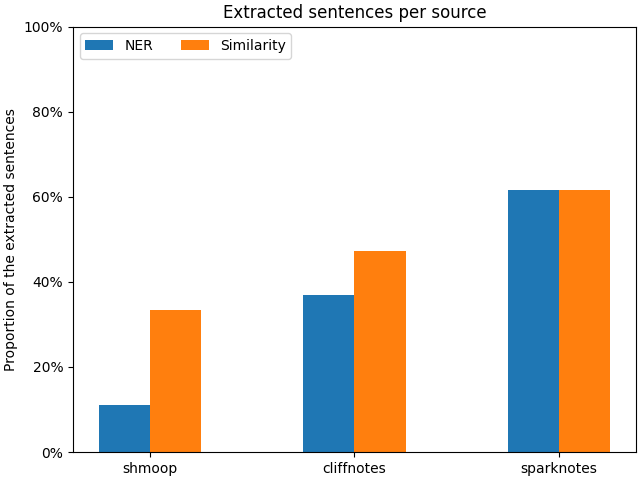 Extracted sentences per source
NER
Similarity
Proportion of the extracted sentences
100%
80%
60%
40%
20%
0%
shmoop
cliffnotes
sparknotes